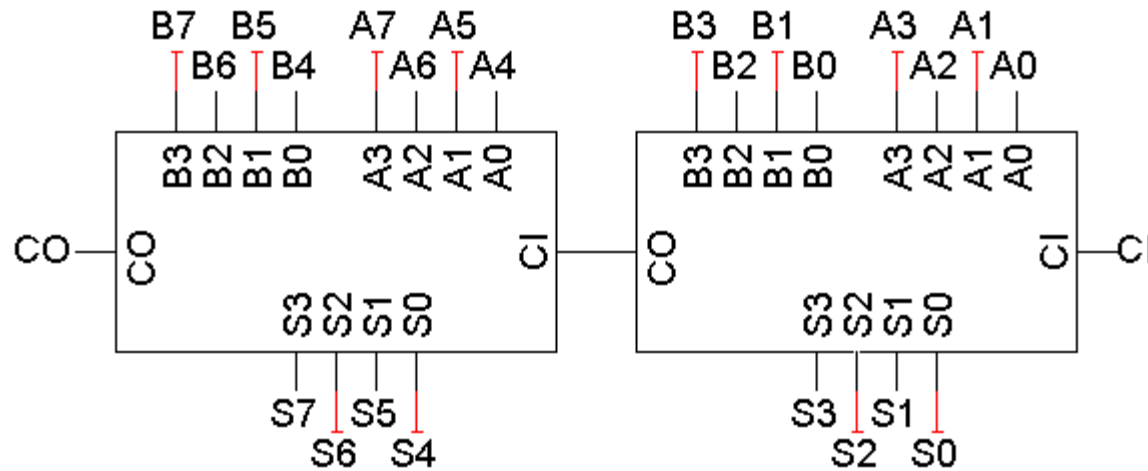 B7 B5 A7 A5 B3 B1 A3 A1
B6 B4 A6 A4 B2 B0 A2 A0
B3 B2 B1 B0 A3 A2 A1 A0 B3 B2 B1 B0 A3 A2 A1 A0
CO CO CI CO CI CI
S3 S2 S1 S0 S3 S2 S1 S0
S7 S5 S3 S1
S6 S4 S2 S0